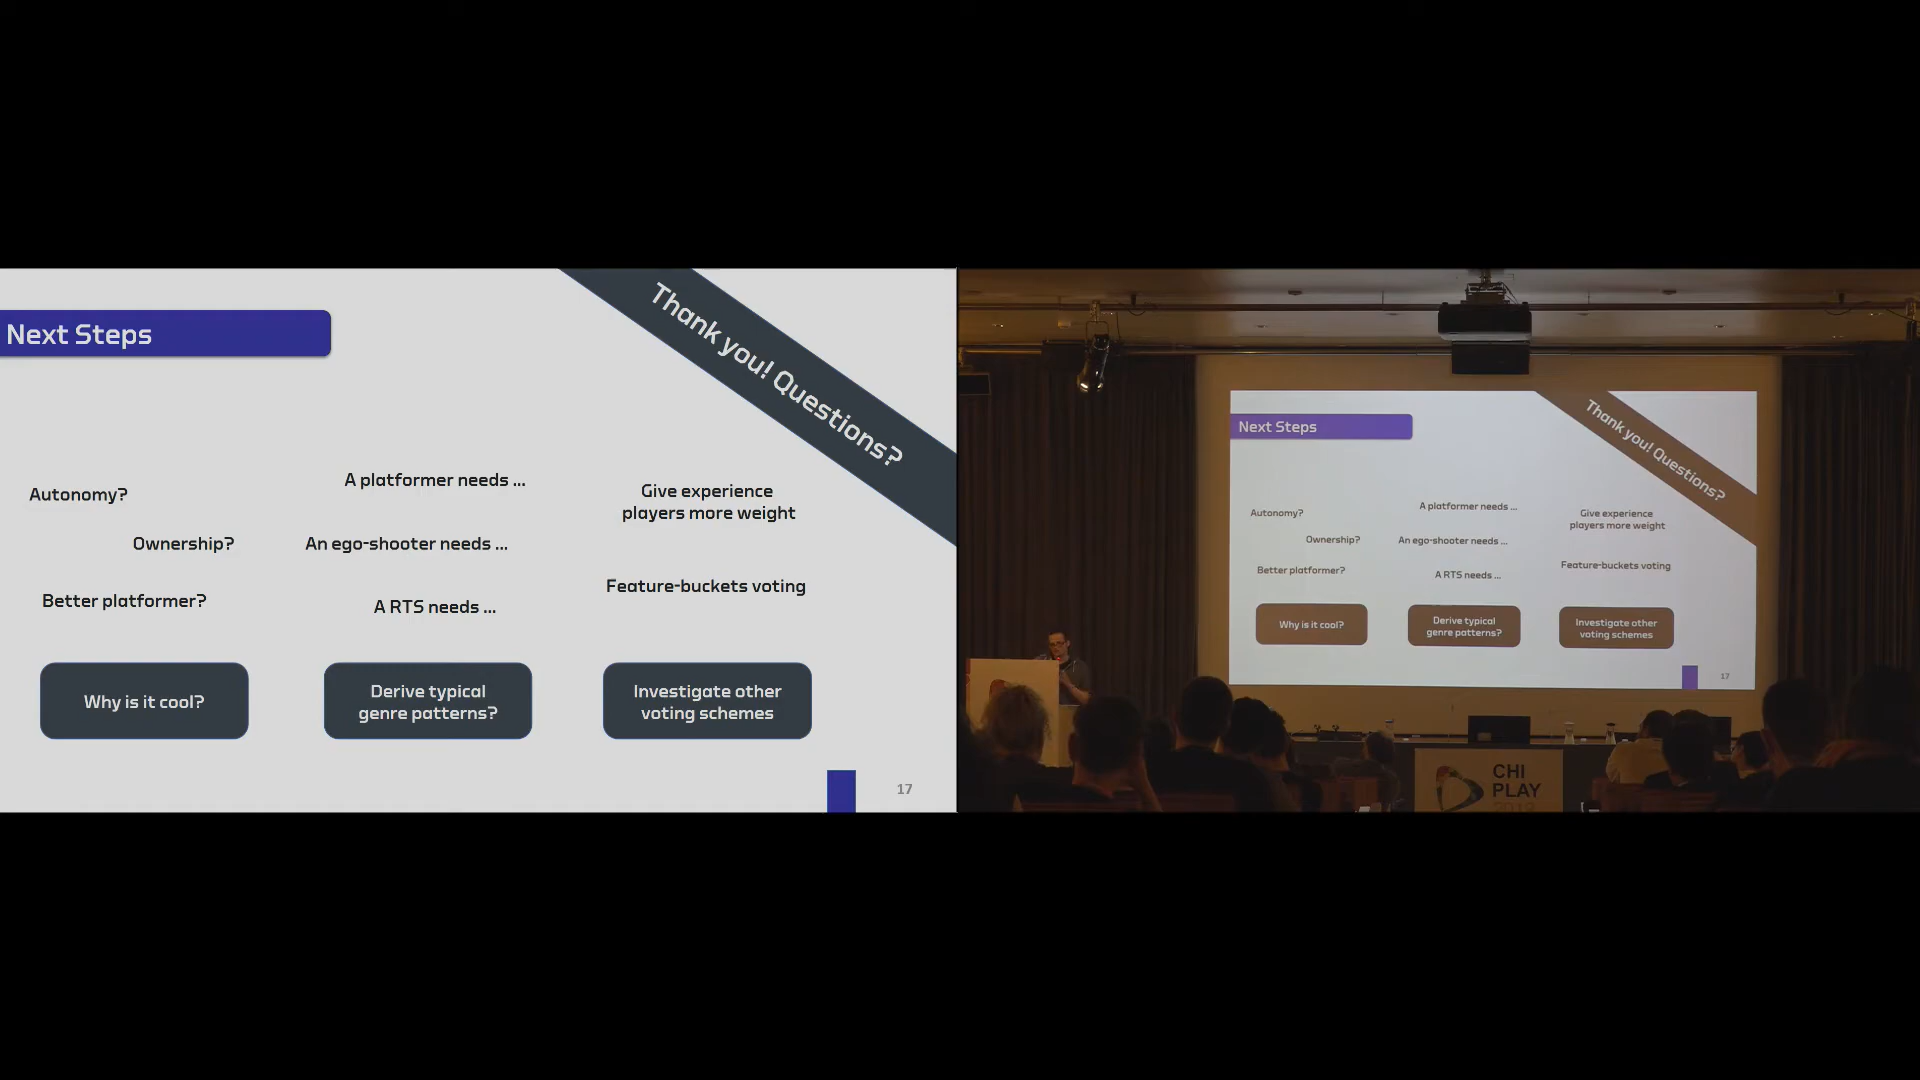 Next Steps
Thank you! Questions?
Autonomy?
Ownership?
Better platformer?
Why is it cool?
A platformer needs ...
An ego-shooter needs ...
A RTS needs ...
Derive typical
genre patterns?
Give experience
players more weight
Feature-buckets voting
Investigate other
voting schemes
17
Next Steps
Thank you! Questions?
Autonomy?
Ownership?
Better platformer?
Why is it cool?
A platformer needs ...
An ego-shooter needs ...
A RTS needs ...
Derive typical
genre patterns?
Give experience
players more weight
Feature-buckets voting
Investigate other
voting schemes
17
CHI
PLAY